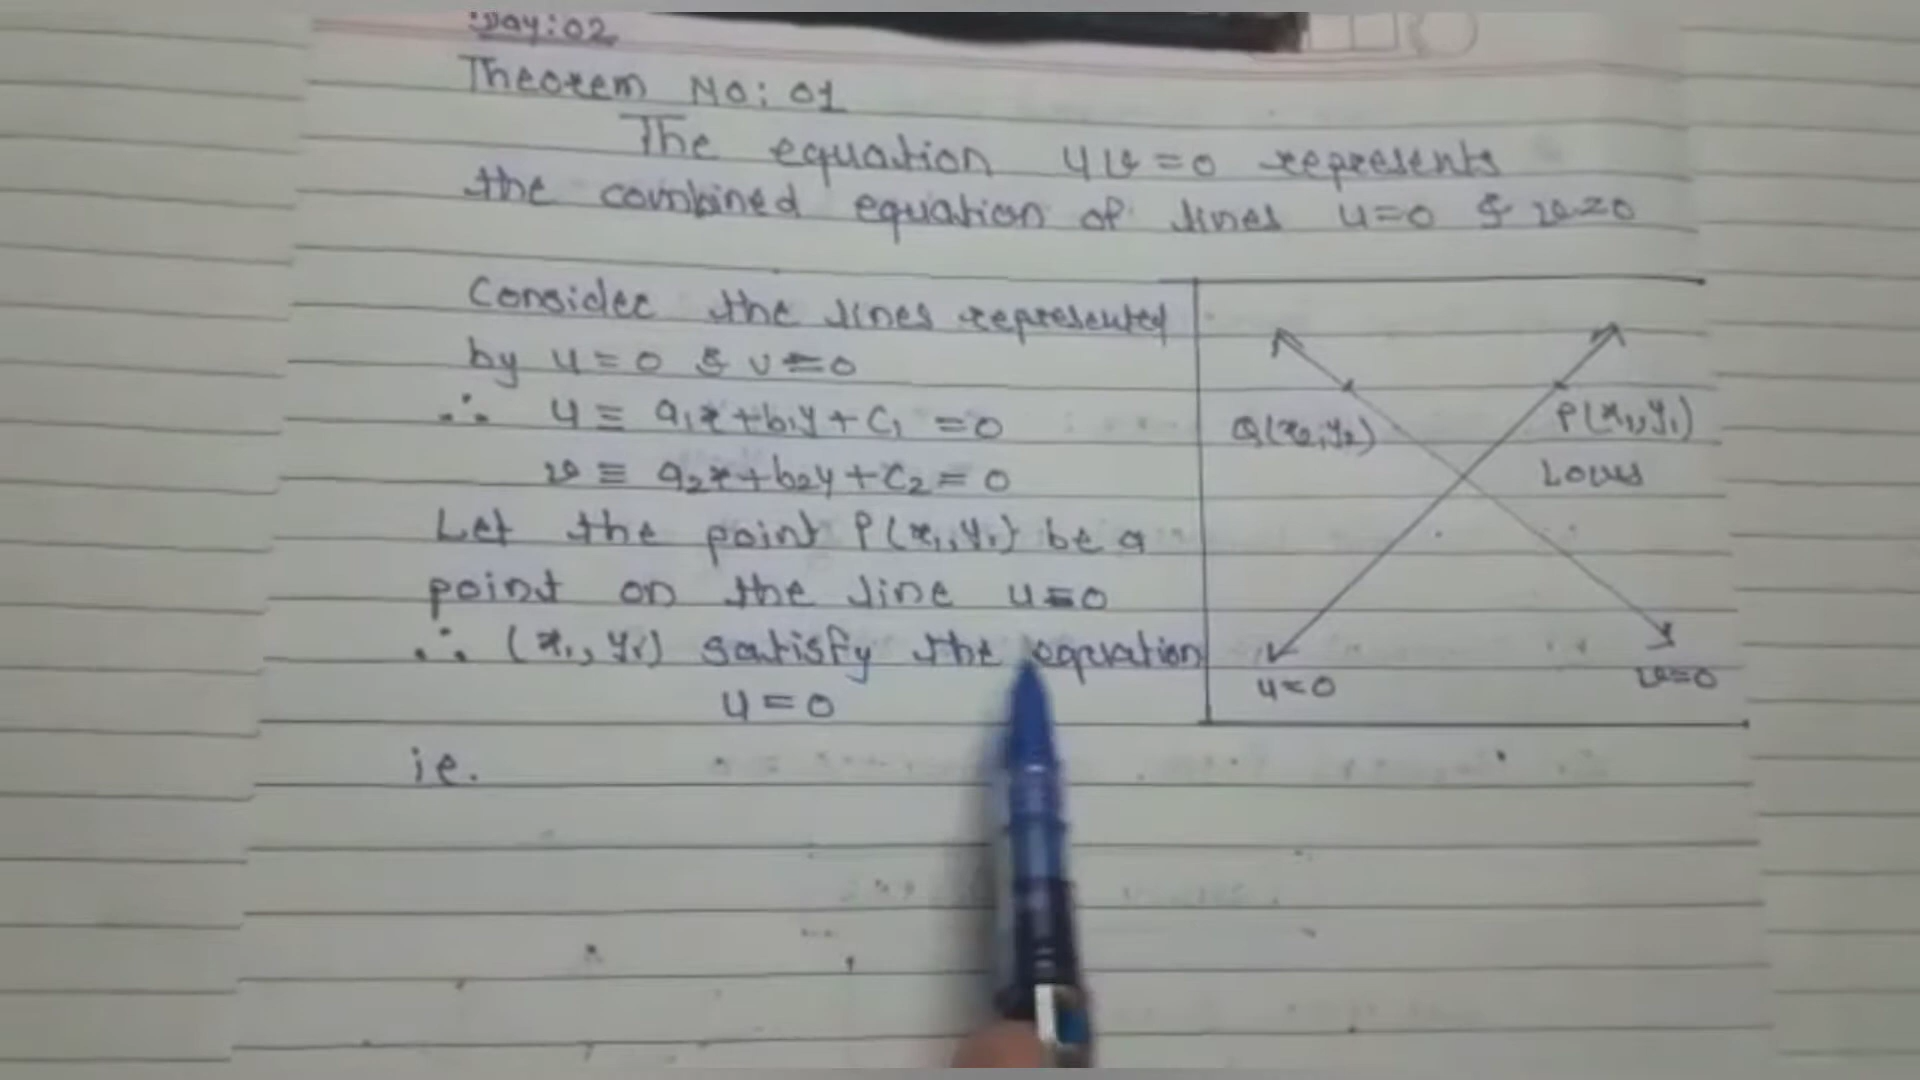 Day:02
Theorem No: 01
The equation uv=0 represents
the combined equation of lines u=0 & v=0
Consider the lines represented
by u=0 & v=0
∴ u ≡ a₁x+b₁y+c₁ =0
v ≡ a₂x+b₂y+c₂=0
Let the point P(x₁,y₁) be a
point on the line u=0
∴ (x₁, y₁) satisfy the equation
u=0
ie.
Q(x₂,y₂)
P(x₁,y₁)
Locus
u=0
v=0